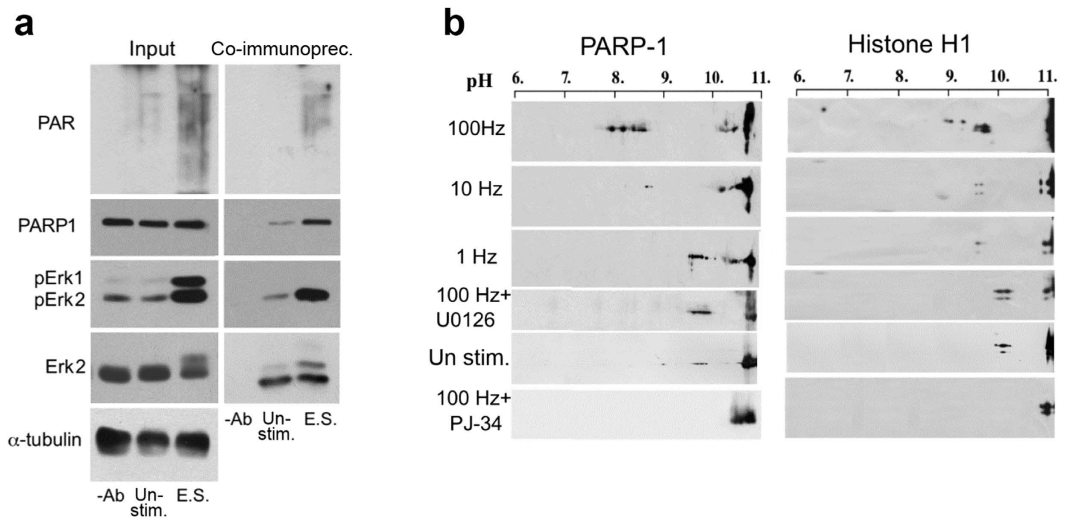 a
Input
Co-immunoprec.
PAR
PARP1
pErk1
pErk2
Erk2
α-tubulin
-Ab Un-stim. E.S.
-Ab Un-stim. E.S.
b
PARP-1
Histone H1
pH 6. 7. 8. 9. 10. 11.
6. 7. 8. 9. 10. 11.
100Hz
10 Hz
1 Hz
100 Hz+
U0126
Un stim.
100 Hz+
PJ-34